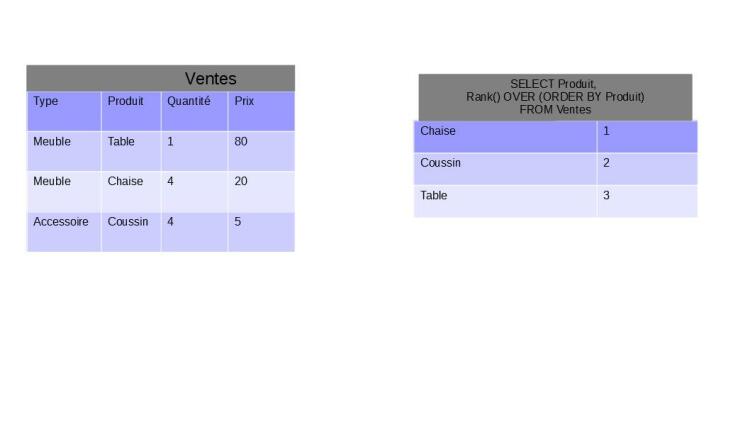 Ventes
Type Produit Quantité Prix
Meuble Table 1 80
Meuble Chaise 4 20
Accessoire Coussin 4 5
SELECT Produit,
Rank() OVER (ORDER BY Produit)
FROM Ventes
Chaise 1
Coussin 2
Table 3